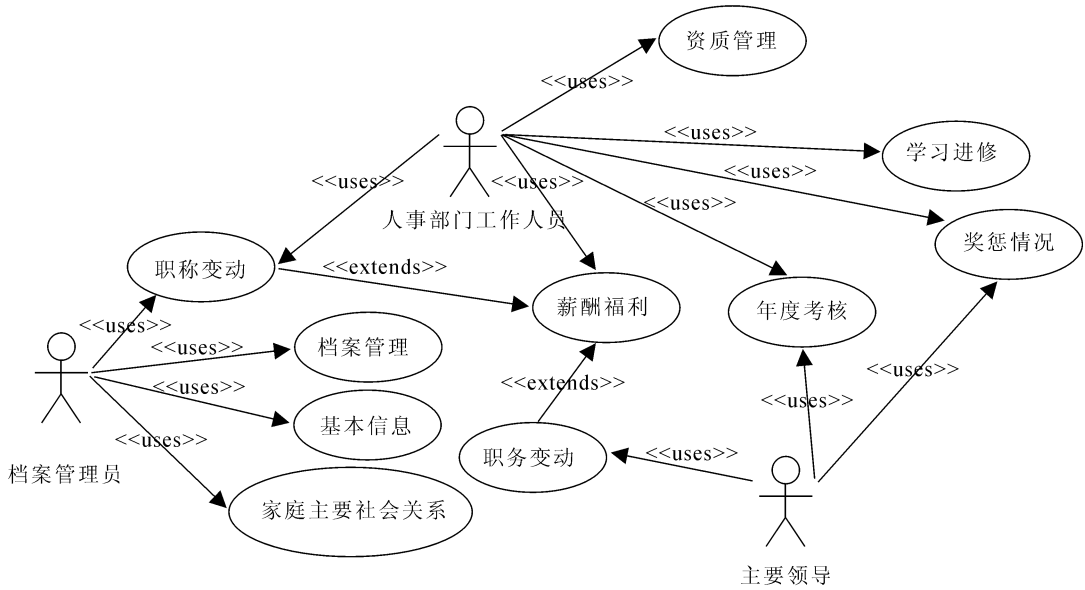 资质管理
<<uses>>
<<uses>>
学习进修
<<uses>>
<<uses>>
<<uses>>
<<uses>>
人事部门工作人员
奖惩情况
职称变动
<<extends>>
薪酬福利
年度考核
<<uses>>
<<uses>>
档案管理
<<uses>>
<<uses>>
<<extends>>
<<uses>>
基本信息
<<uses>>
职务变动
<<uses>>
档案管理员
家庭主要社会关系
主要领导